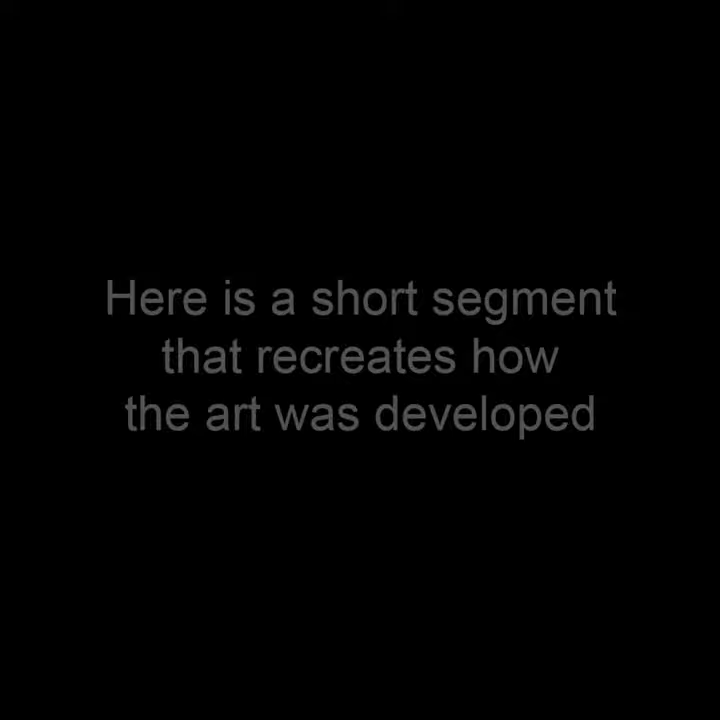 Here is a short segment
that recreates how
the art was developed